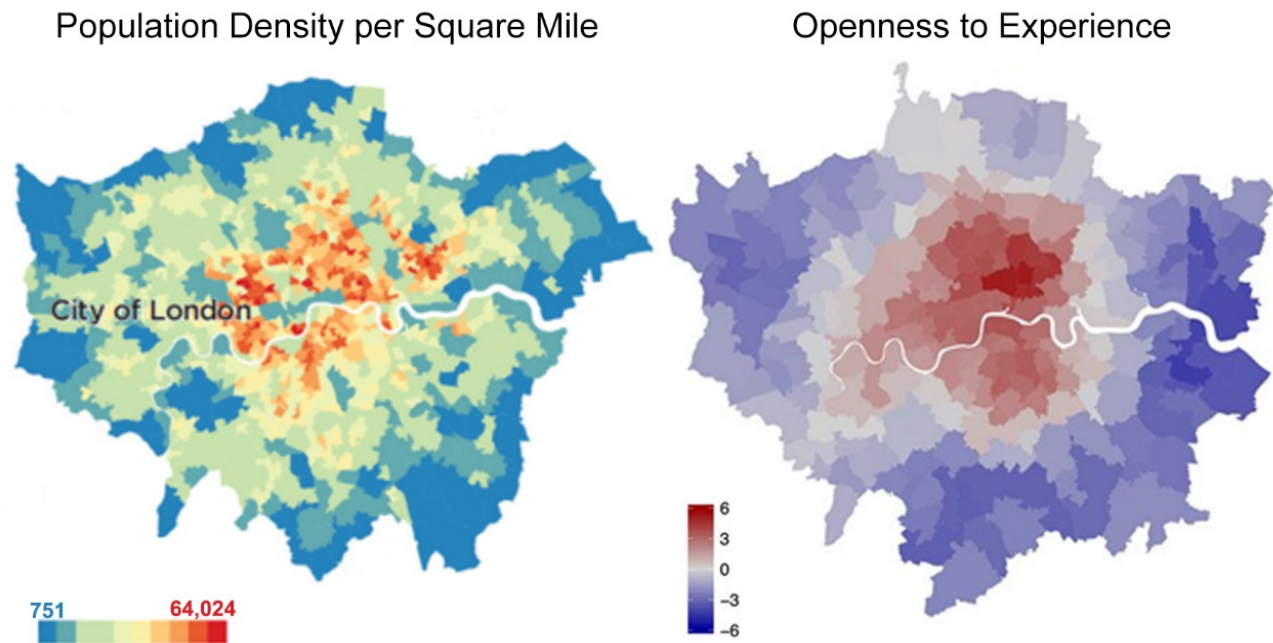 Population Density per Square Mile
Openness to Experience
City of London
751
64,024
6
3
0
−3
−6